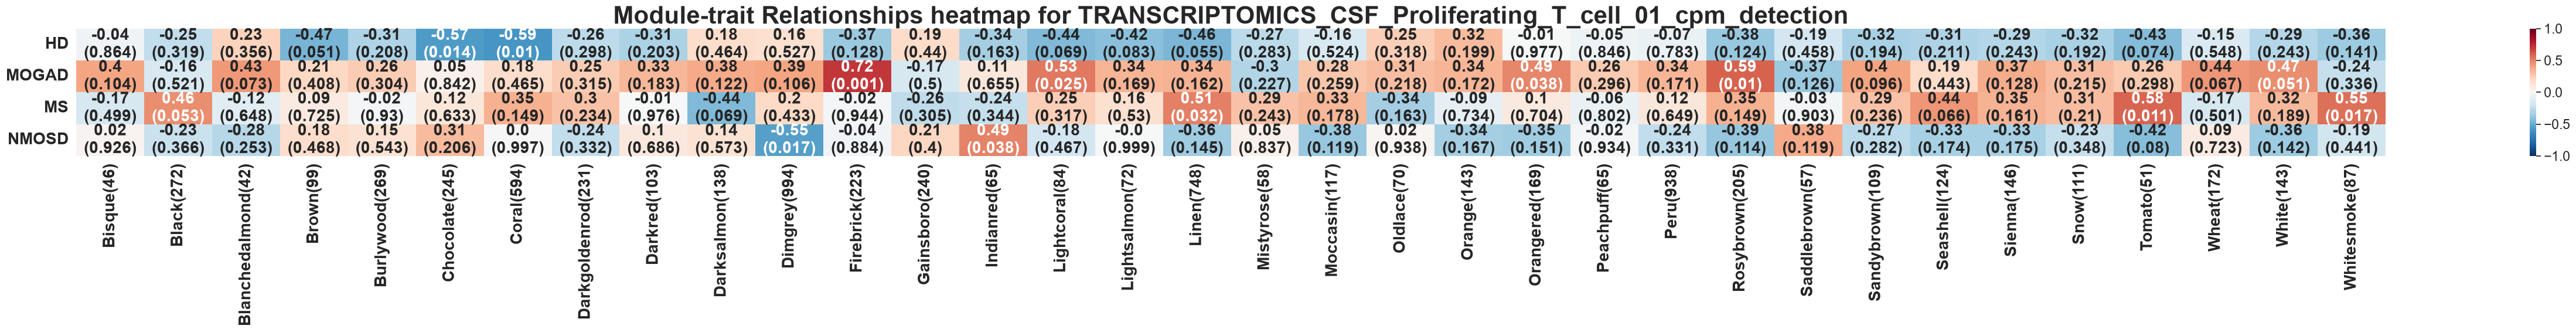 Module-trait Relationships heatmap for TRANSCRIPTOMICS_CSF_Proliferating_T_cell_01_cpm_detection
HD
-0.04 -0.25 0.23 -0.47 -0.31 -0.57 -0.59 -0.26 -0.31 0.18 0.16 -0.37 0.19 -0.34 -0.44 -0.42 -0.46 -0.27 -0.16 0.25 0.32 -0.01 -0.05 -0.07 -0.38 -0.19 -0.32 -0.31 -0.29 -0.32 -0.43 -0.15 -0.29 -0.36
(0.864) (0.319) (0.356) (0.051) (0.208) (0.014) (0.01) (0.298) (0.203) (0.464) (0.527) (0.128) (0.44) (0.163) (0.069) (0.083) (0.055) (0.283) (0.524) (0.318) (0.199) (0.977) (0.846) (0.783) (0.124) (0.458) (0.194) (0.211) (0.243) (0.192) (0.074) (0.548) (0.243) (0.141)
MOGAD
0.4 -0.16 0.43 0.21 0.26 0.05 0.18 0.25 0.33 0.38 0.39 0.72 -0.17 0.11 0.53 0.34 0.34 -0.3 0.28 0.31 0.34 0.49 0.26 0.34 0.59 -0.37 0.4 0.19 0.37 0.31 0.26 0.44 0.47 -0.24
(0.104) (0.521) (0.073) (0.408) (0.304) (0.842) (0.465) (0.315) (0.183) (0.122) (0.106) (0.001) (0.5) (0.655) (0.025) (0.169) (0.162) (0.227) (0.259) (0.218) (0.172) (0.038) (0.296) (0.171) (0.01) (0.126) (0.096) (0.443) (0.128) (0.215) (0.298) (0.067) (0.051) (0.336)
MS
-0.17 0.46 -0.12 0.09 -0.02 0.12 0.35 0.3 -0.01 -0.44 0.2 -0.02 -0.26 -0.24 0.25 0.16 0.51 0.29 0.33 -0.34 -0.09 0.1 -0.06 0.12 0.35 -0.03 0.29 0.44 0.35 0.31 0.58 -0.17 0.32 0.55
(0.499) (0.053) (0.648) (0.725) (0.93) (0.633) (0.149) (0.234) (0.976) (0.069) (0.433) (0.944) (0.305) (0.344) (0.317) (0.53) (0.032) (0.243) (0.178) (0.163) (0.734) (0.704) (0.802) (0.649) (0.149) (0.903) (0.236) (0.066) (0.161) (0.21) (0.011) (0.501) (0.189) (0.017)
NMOSD
0.02 -0.23 -0.28 0.18 0.15 0.31 0.0 -0.24 0.1 0.14 -0.55 -0.04 0.21 0.49 -0.18 -0.0 -0.36 0.05 -0.38 0.02 -0.34 -0.35 -0.02 -0.24 -0.39 0.38 -0.27 -0.33 -0.33 -0.23 -0.42 0.09 -0.36 -0.19
(0.926) (0.366) (0.253) (0.468) (0.543) (0.206) (0.997) (0.332) (0.686) (0.573) (0.017) (0.884) (0.4) (0.038) (0.467) (0.999) (0.145) (0.837) (0.119) (0.938) (0.167) (0.151) (0.934) (0.331) (0.114) (0.119) (0.282) (0.174) (0.175) (0.348) (0.08) (0.723) (0.142) (0.441)
Bisque(46)
Black(272)
Blanchedalmond(42)
Brown(99)
Burlywood(269)
Chocolate(245)
Coral(594)
Darkgoldenrod(231)
Darkred(103)
Darksalmon(138)
Dimgrey(994)
Firebrick(223)
Gainsboro(240)
Indianred(65)
Lightcoral(84)
Lightsalmon(72)
Linen(748)
Mistyrose(58)
Moccasin(117)
Oldlace(70)
Orange(143)
Orangered(169)
Peachpuff(65)
Peru(938)
Rosybrown(205)
Saddlebrown(57)
Sandybrown(109)
Seashell(124)
Sienna(146)
Snow(111)
Tomato(51)
Wheat(172)
White(143)
Whitesmoke(87)
1.0
0.5
0.0
−0.5
−1.0